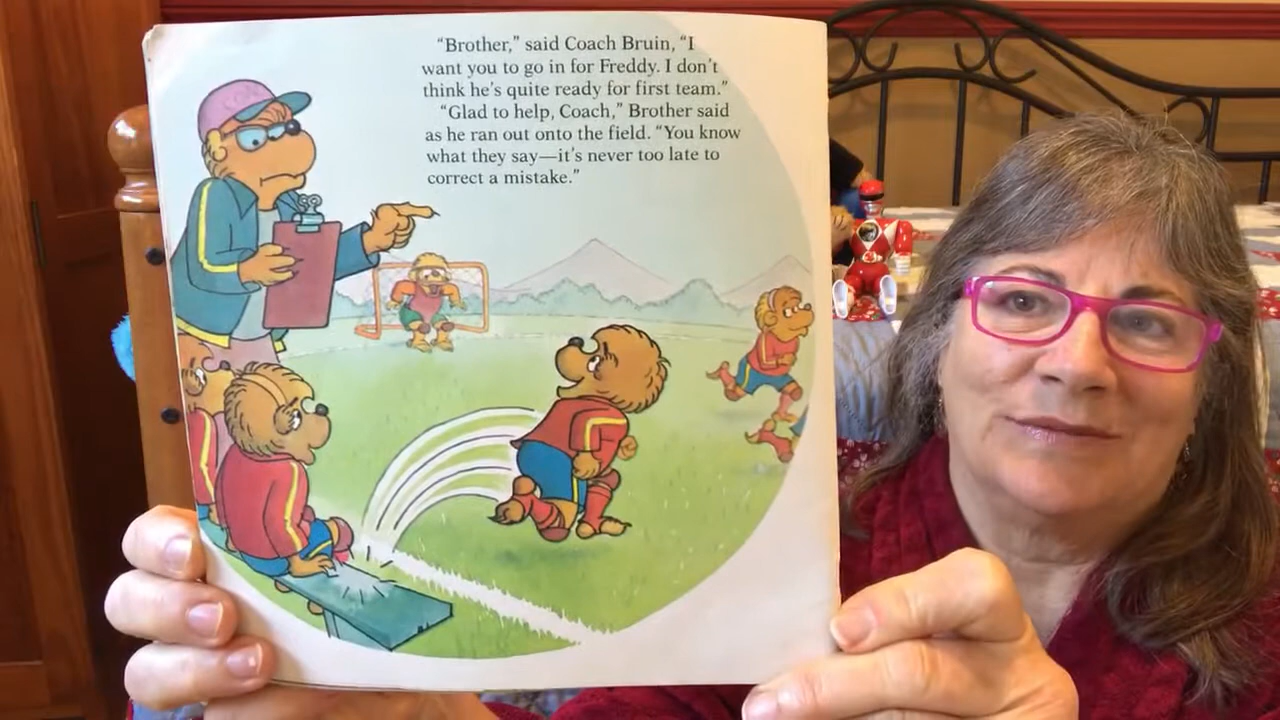 “Brother,” said Coach Bruin, “I
want you to go in for Freddy. I don’t
think he’s quite ready for first team.”
“Glad to help, Coach,” Brother said
as he ran out onto the field. “You know
what they say—it’s never too late to
correct a mistake.”